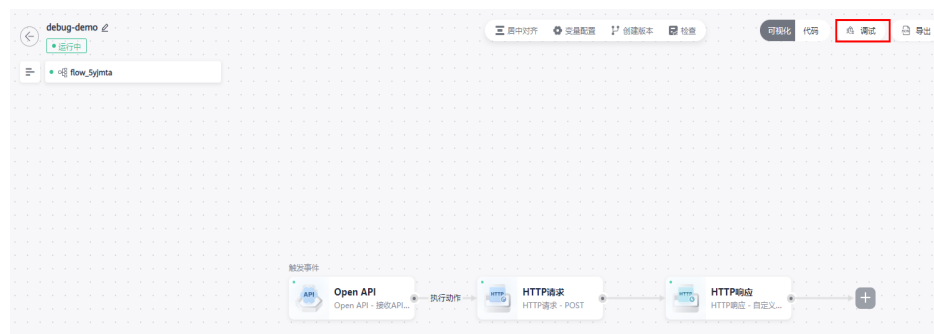 debug-demo
运行中
居中对齐 变量配置 创建版本 检查
可视化 代码 调试 导出
flow_5yjmta
触发事件
API Open API
Open API - 接收API...
执行动作
HTTP HTTP请求
HTTP请求 - POST
HTTP HTTP响应
HTTP响应 - 自定义...